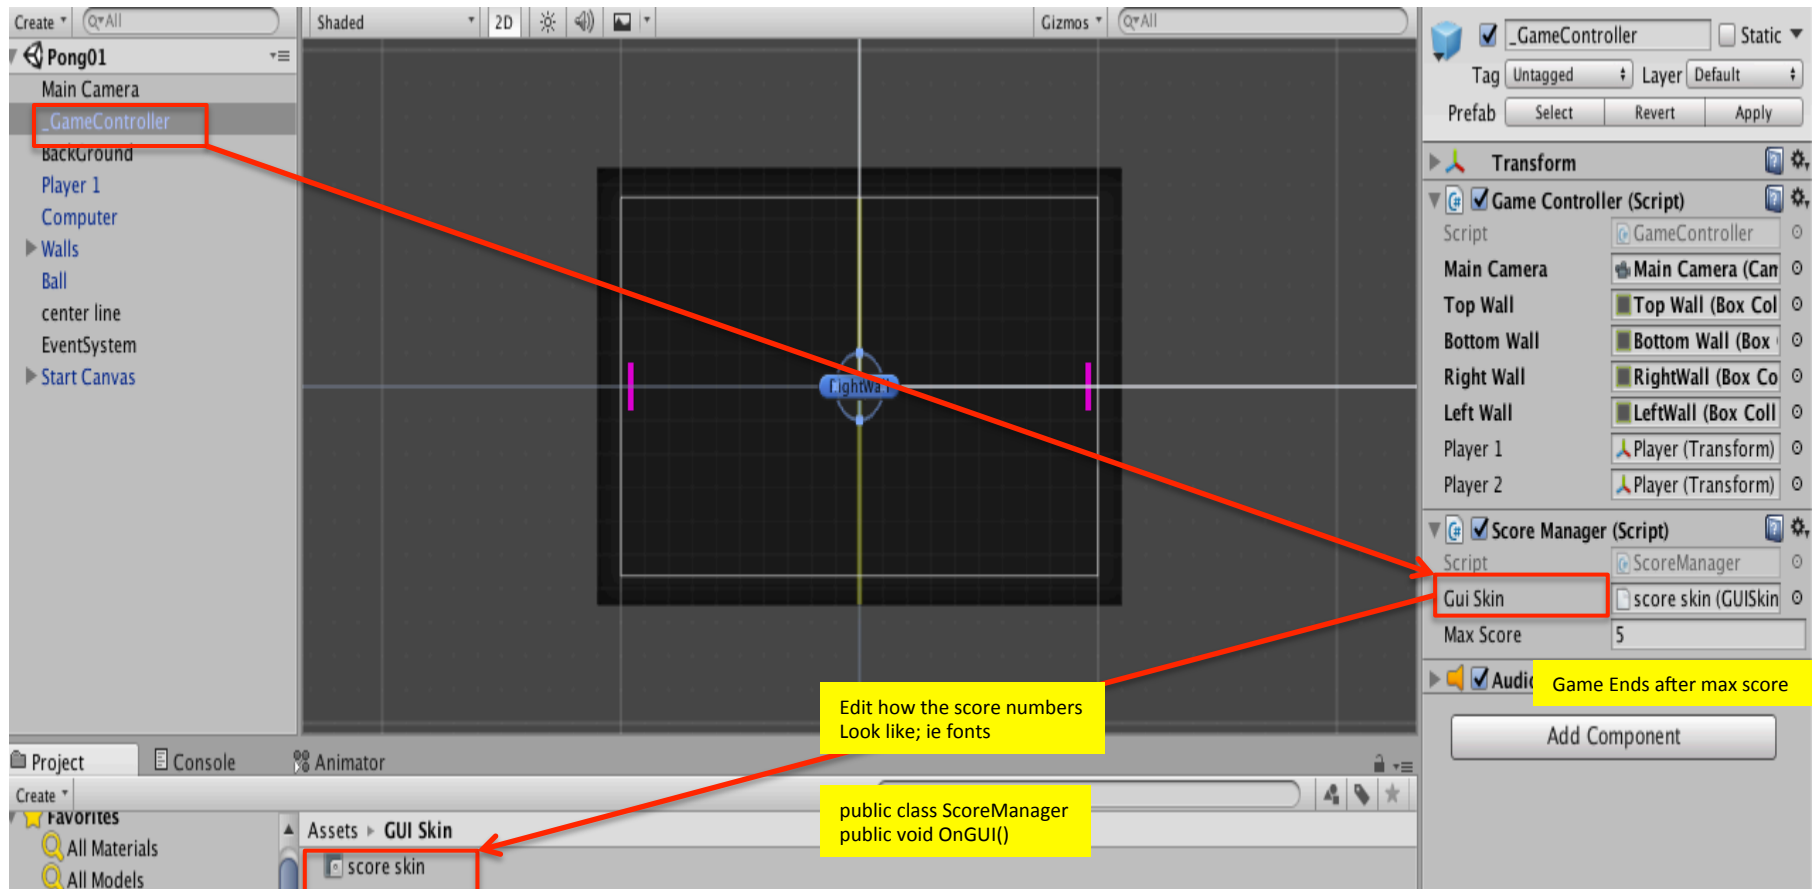 Create
All
Shaded
2D
Gizmos
All
Pong01
Main Camera
_GameController
BackGround
Player 1
Computer
Walls
Ball
center line
EventSystem
Start Canvas
_GameController
Static
Tag Untagged Layer Default
Prefab Select Revert Apply
Transform
Game Controller (Script)
Script GameController
Main Camera Main Camera (Cam
Top Wall Top Wall (Box Col
Bottom Wall Bottom Wall (Box
Right Wall RightWall (Box Co
Left Wall LeftWall (Box Coll
Player 1 Player (Transform)
Player 2 Player (Transform)
Score Manager (Script)
Script ScoreManager
Gui Skin score skin (GUISkin
Max Score 5
Audio
Game Ends after max score
Add Component
RightWall
Edit how the score numbers
Look like; ie fonts
public class ScoreManager
public void OnGUI()
Project Console Animator
Create
Favorites
All Materials
All Models
Assets GUI Skin
score skin